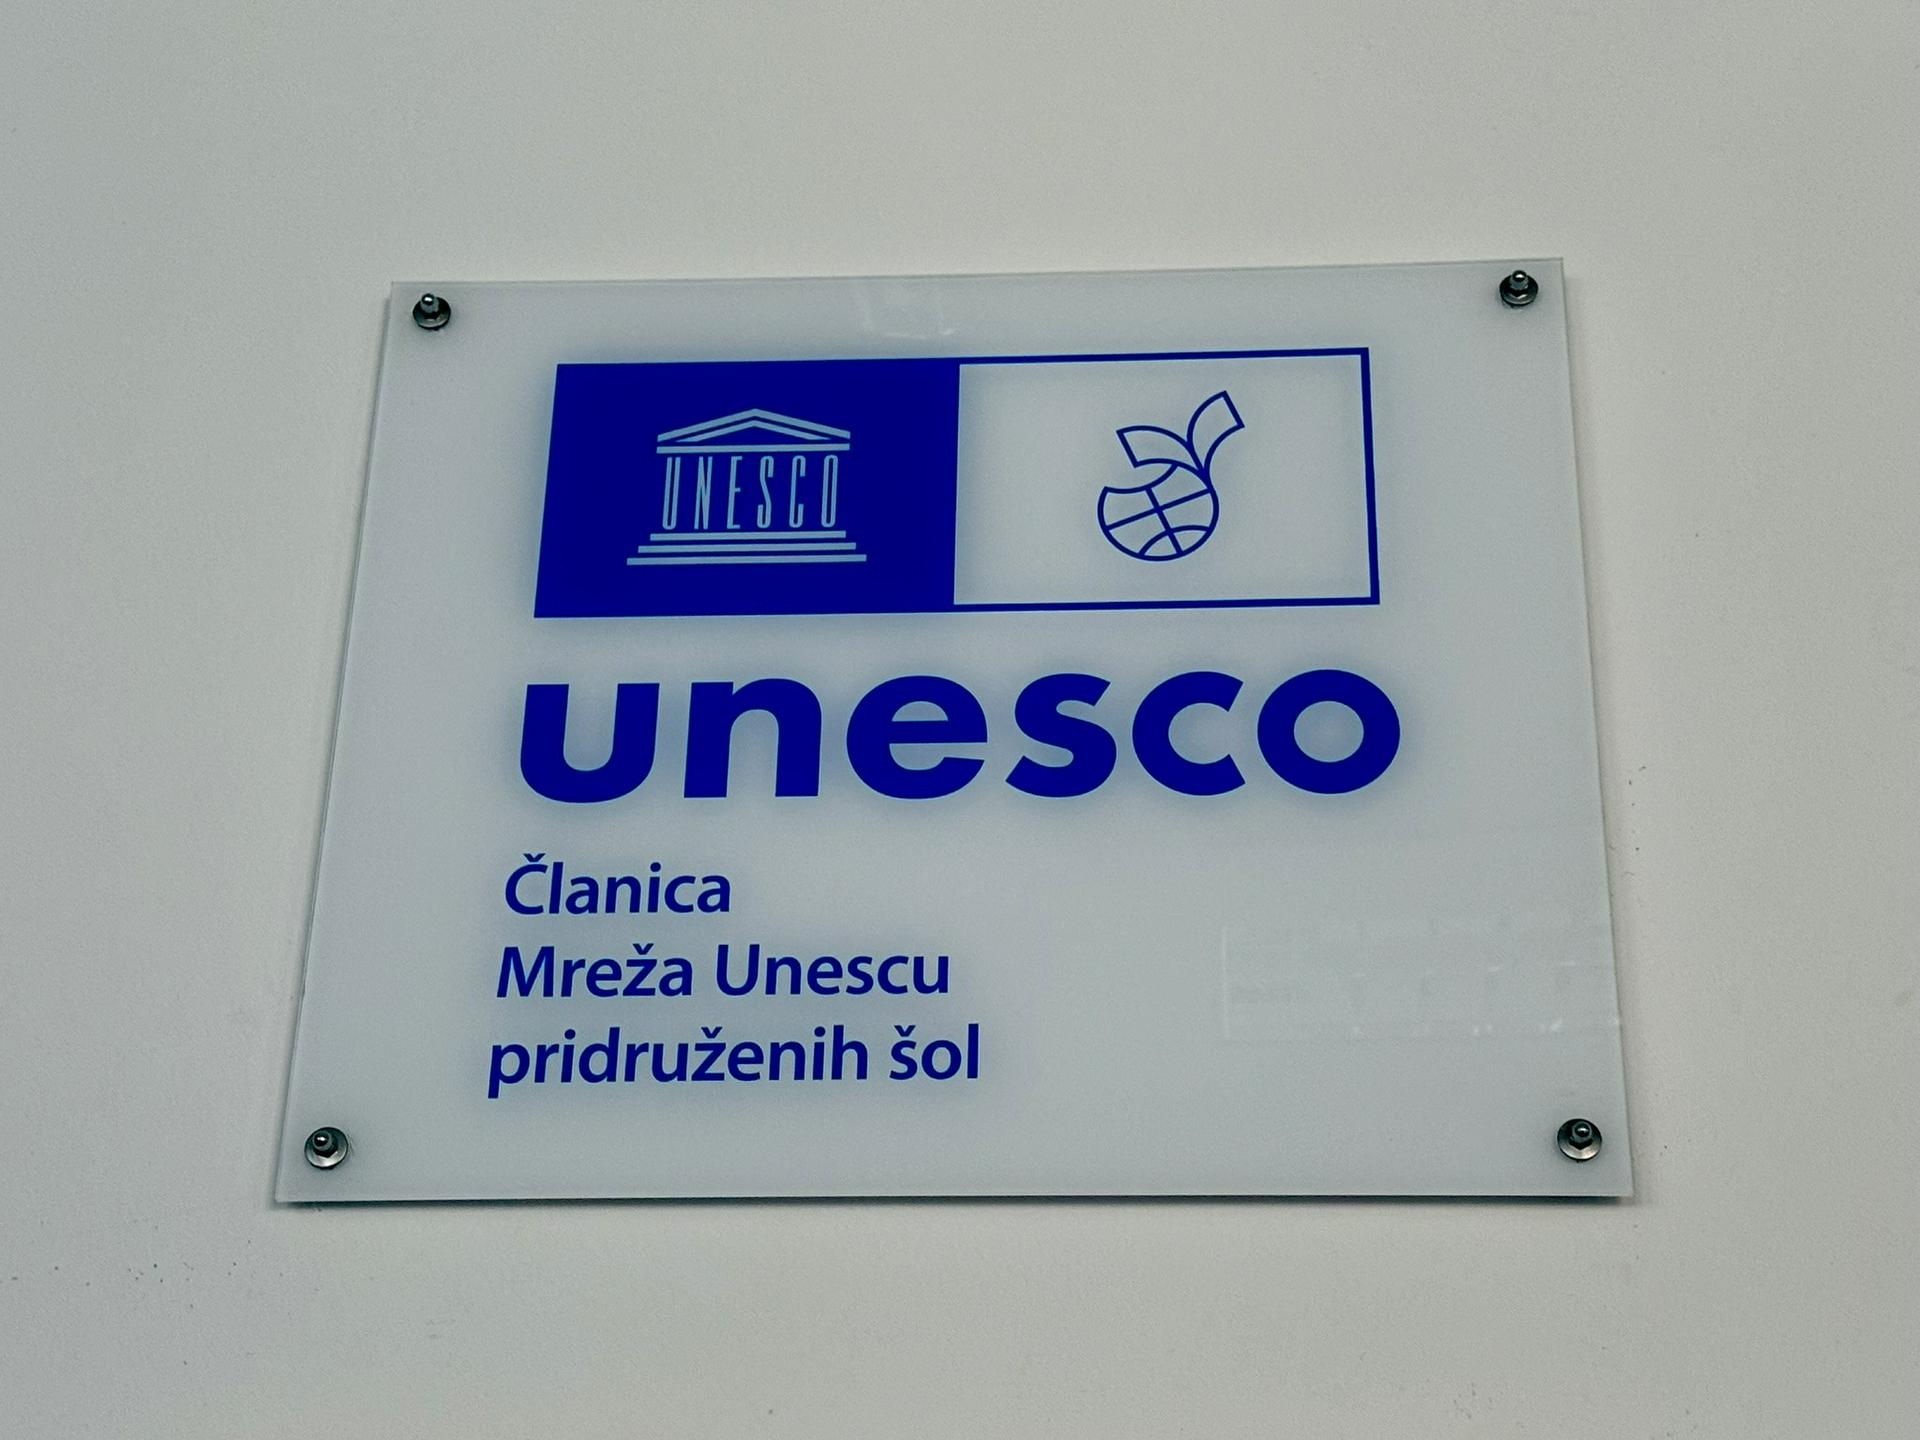 UNESCO
unesco
Članica
Mreža Unescu
pridruženih šol